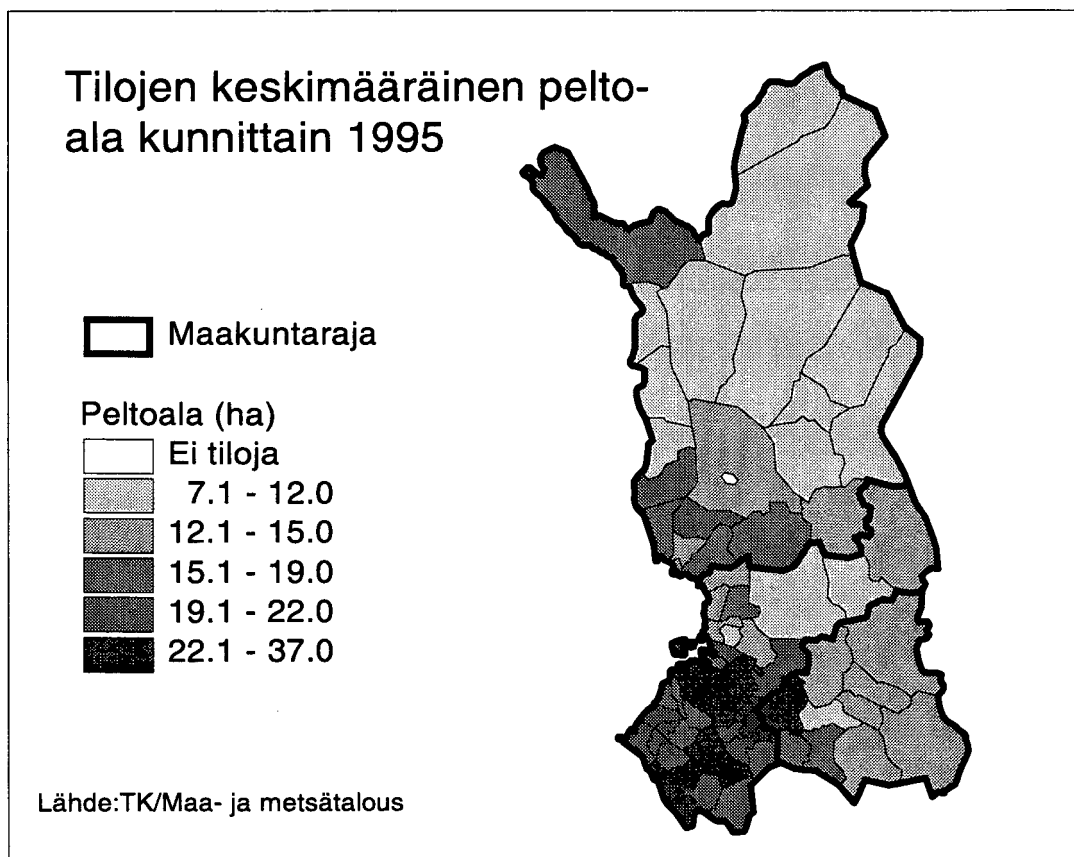 Tilojen keskimääräinen pelto-
ala kunnittain 1995
Maakuntaraja
Peltoala (ha)
Ei tiloja
7.1 - 12.0
12.1 - 15.0
15.1 - 19.0
19.1 - 22.0
22.1 - 37.0
Lähde:TK/Maa- ja metsätalous